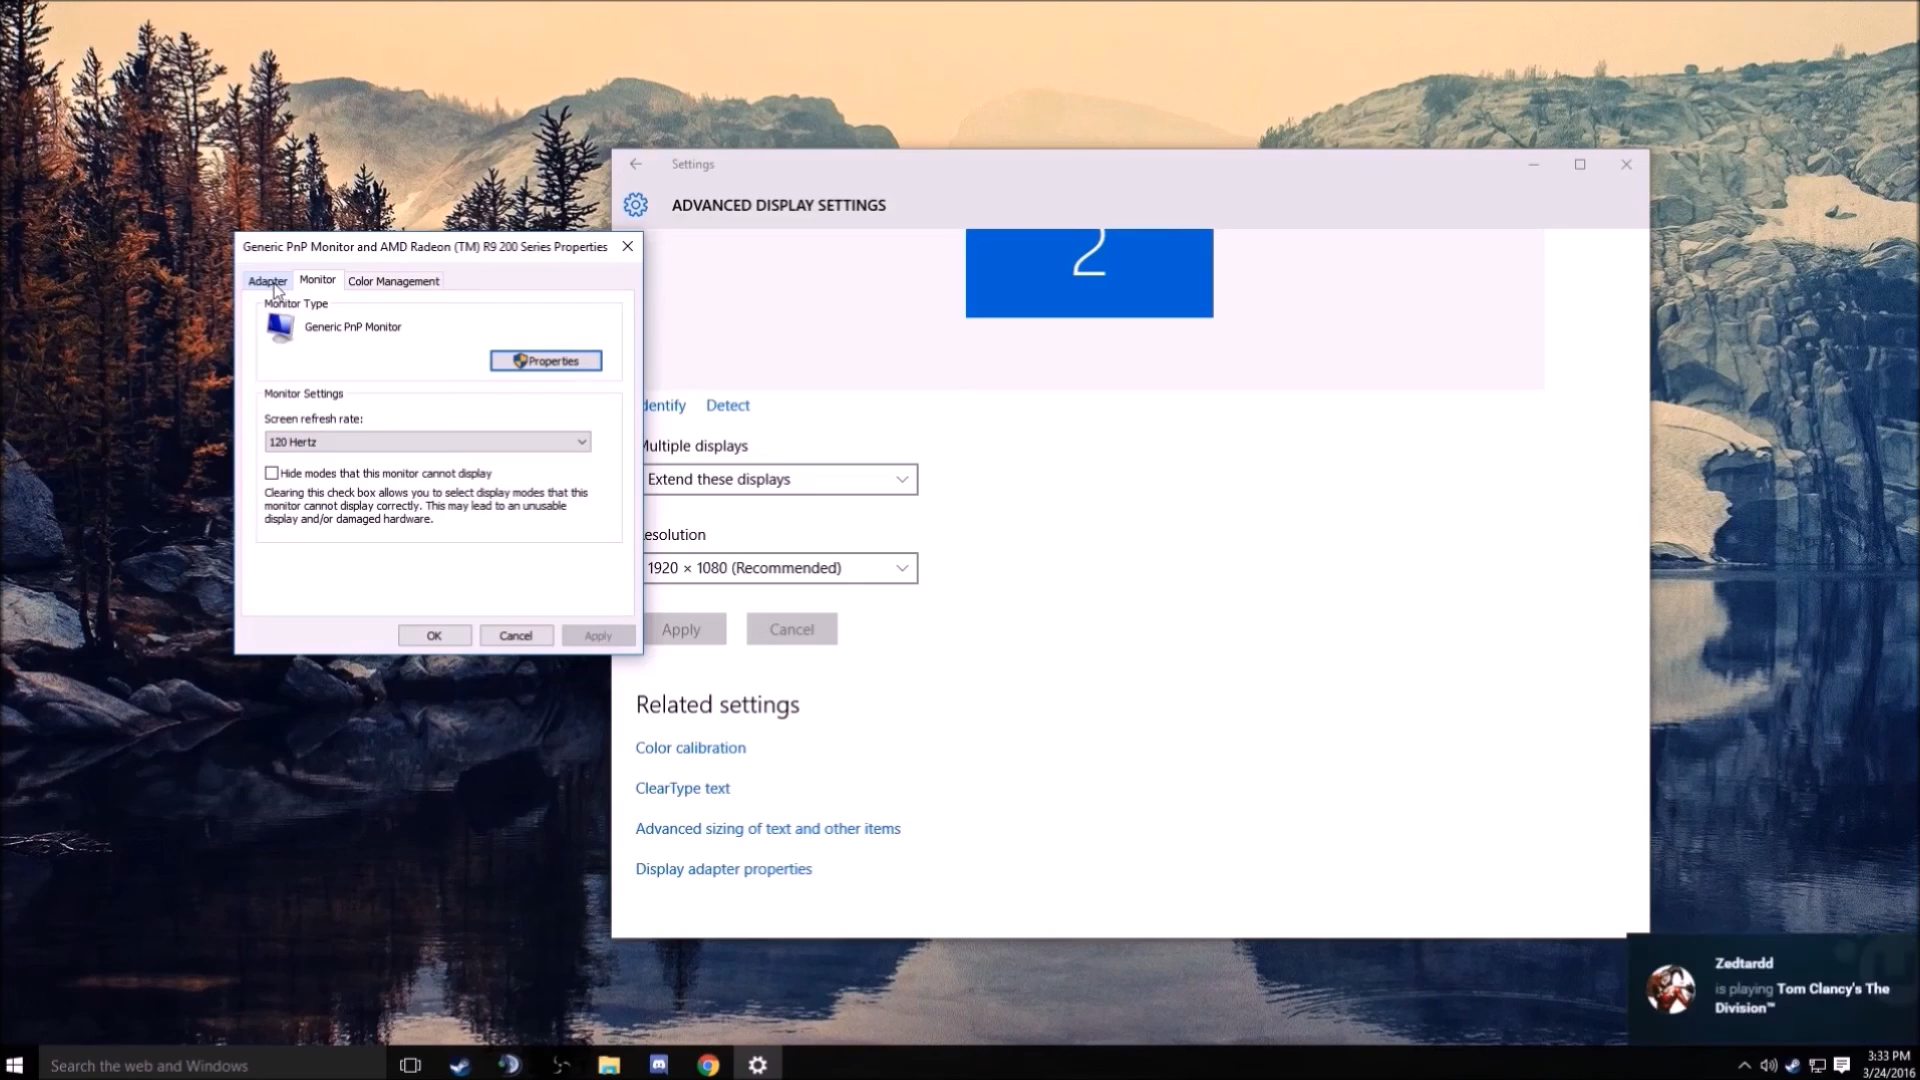 Settings
ADVANCED DISPLAY SETTINGS
2
Generic PnP Monitor and AMD Radeon (TM) R9 200 Series Properties
Adapter
Monitor
Color Management
Monitor Type
Generic PnP Monitor
Properties
Monitor Settings
Screen refresh rate:
120 Hertz
Hide modes that this monitor cannot display
Clearing this check box allows you to select display modes that this
monitor cannot display correctly. This may lead to an unusable
display and/or damaged hardware.
OK
Cancel
Apply
dentify
Detect
Multiple displays
Extend these displays
esolution
1920 × 1080 (Recommended)
Apply
Cancel
Related settings
Color calibration
ClearType text
Advanced sizing of text and other items
Display adapter properties
Zedtardd
is playing Tom Clancy's The
Division™
Search the web and Windows
3:33 PM
3/24/2016